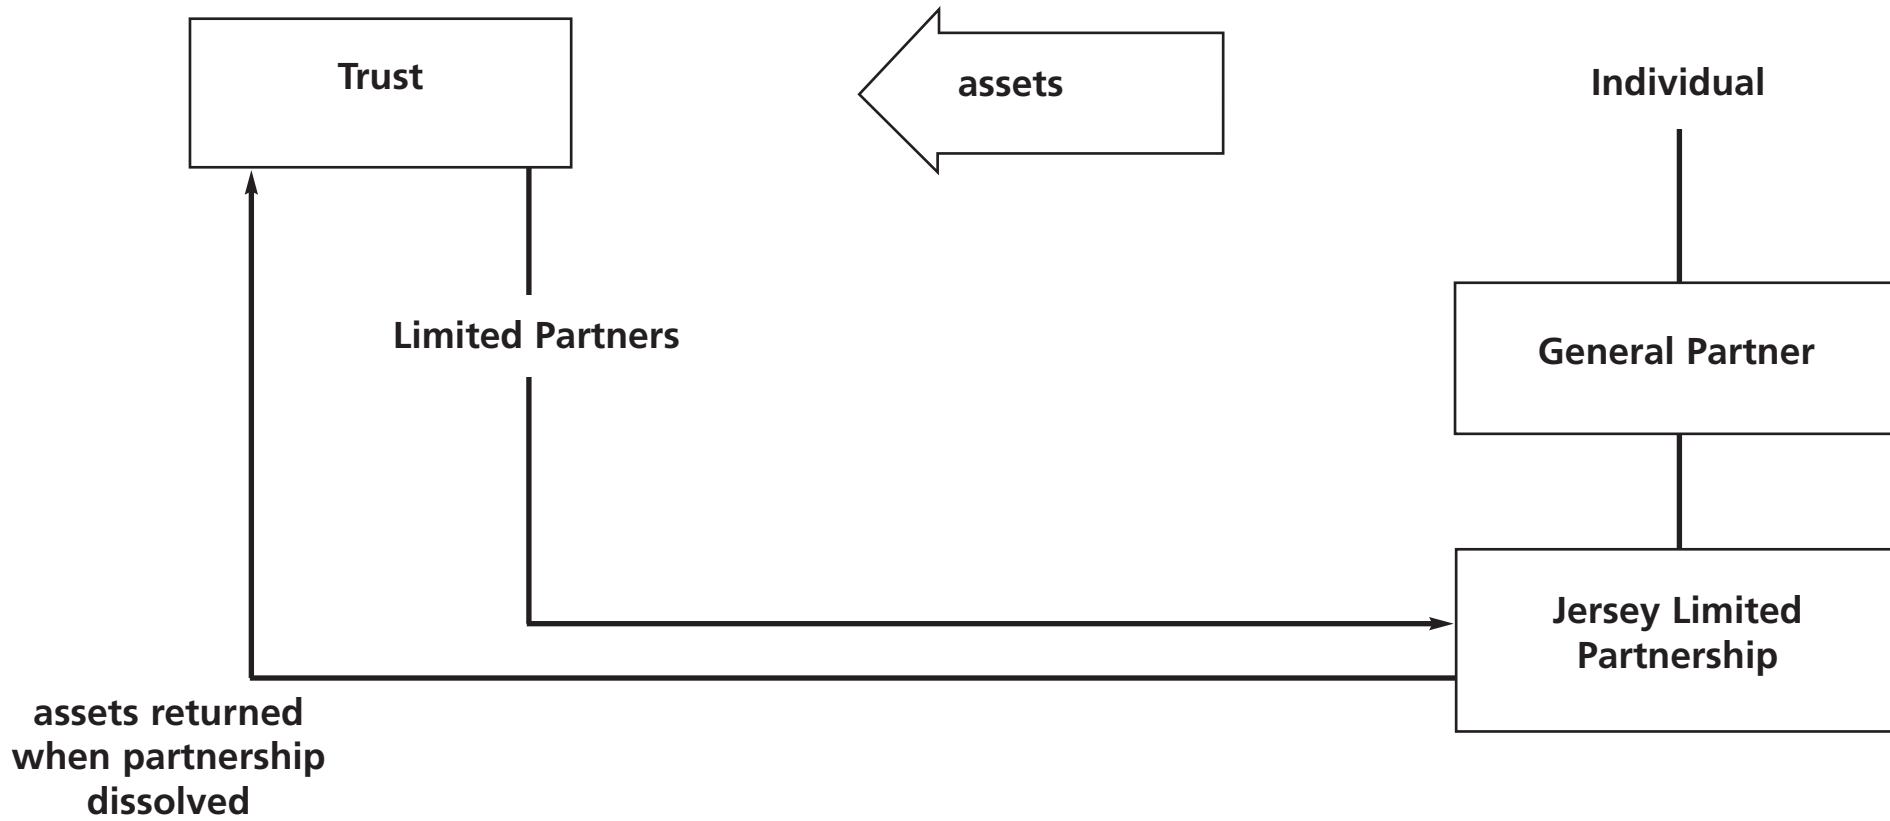 Trust
assets
Individual
Limited Partners
General Partner
Jersey Limited
Partnership
assets returned
when partnership
dissolved